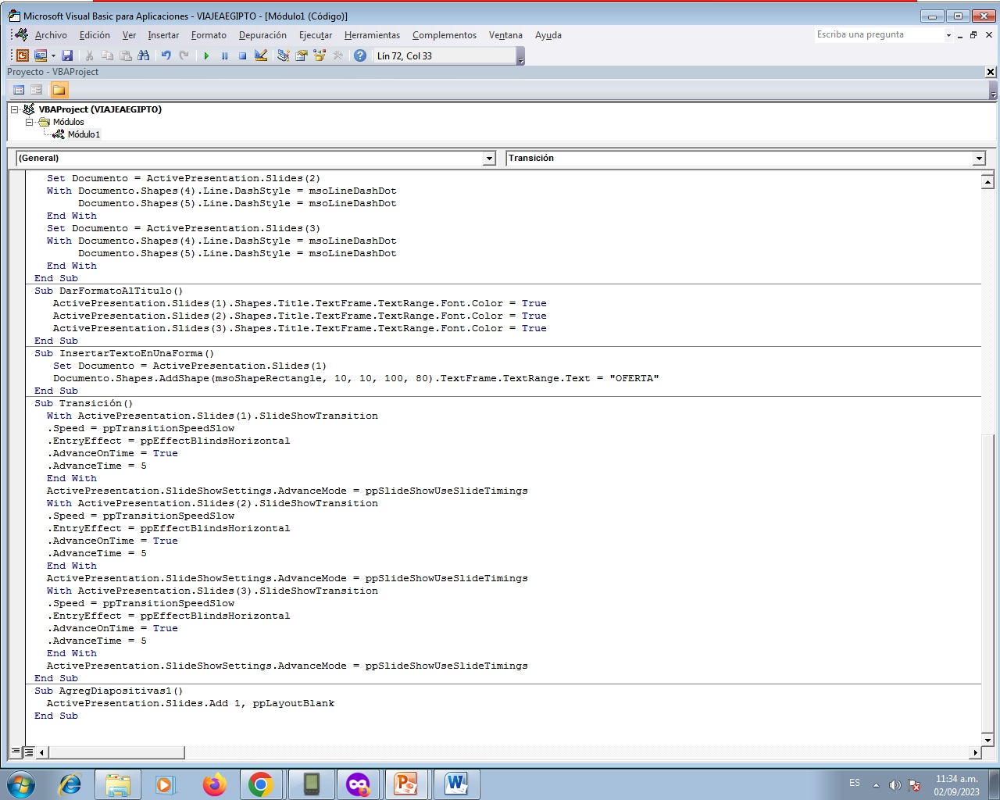 Microsoft Visual Basic para Aplicaciones - VIAJEAEGIPTO - [Módulo1 (Código)]
Archivo Edición Ver Insertar Formato Depuración Ejecutar Herramientas Complementos Ventana Ayuda Escriba una pregunta
Lín 72, Col 33
Proyecto - VBAProject
VBAProject (VIAJEAEGIPTO)
Módulos
Módulo1
(General) Transición
Set Documento = ActivePresentation.Slides(2)
With Documento.Shapes(4).Line.DashStyle = msoLineDashDot
Documento.Shapes(5).Line.DashStyle = msoLineDashDot
End With
Set Documento = ActivePresentation.Slides(3)
With Documento.Shapes(4).Line.DashStyle = msoLineDashDot
Documento.Shapes(5).Line.DashStyle = msoLineDashDot
End With
End Sub
Sub DarFormatoAlTitulo()
ActivePresentation.Slides(1).Shapes.Title.TextFrame.TextRange.Font.Color = True
ActivePresentation.Slides(2).Shapes.Title.TextFrame.TextRange.Font.Color = True
ActivePresentation.Slides(3).Shapes.Title.TextFrame.TextRange.Font.Color = True
End Sub
Sub InsertarTextoEnUnaForma()
Set Documento = ActivePresentation.Slides(1)
Documento.Shapes.AddShape(msoShapeRectangle, 10, 10, 100, 80).TextFrame.TextRange.Text = "OFERTA"
End Sub
Sub Transición()
With ActivePresentation.Slides(1).SlideShowTransition
.Speed = ppTransitionSpeedSlow
.EntryEffect = ppEffectBlindsHorizontal
.AdvanceOnTime = True
.AdvanceTime = 5
End With
ActivePresentation.SlideShowSettings.AdvanceMode = ppSlideShowUseSlideTimings
With ActivePresentation.Slides(2).SlideShowTransition
.Speed = ppTransitionSpeedSlow
.EntryEffect = ppEffectBlindsHorizontal
.AdvanceOnTime = True
.AdvanceTime = 5
End With
ActivePresentation.SlideShowSettings.AdvanceMode = ppSlideShowUseSlideTimings
With ActivePresentation.Slides(3).SlideShowTransition
.Speed = ppTransitionSpeedSlow
.EntryEffect = ppEffectBlindsHorizontal
.AdvanceOnTime = True
.AdvanceTime = 5
End With
ActivePresentation.SlideShowSettings.AdvanceMode = ppSlideShowUseSlideTimings
End Sub
Sub AgregDiapositivas1()
ActivePresentation.Slides.Add 1, ppLayoutBlank
End Sub
ES 11:34 a.m.
02/09/2023